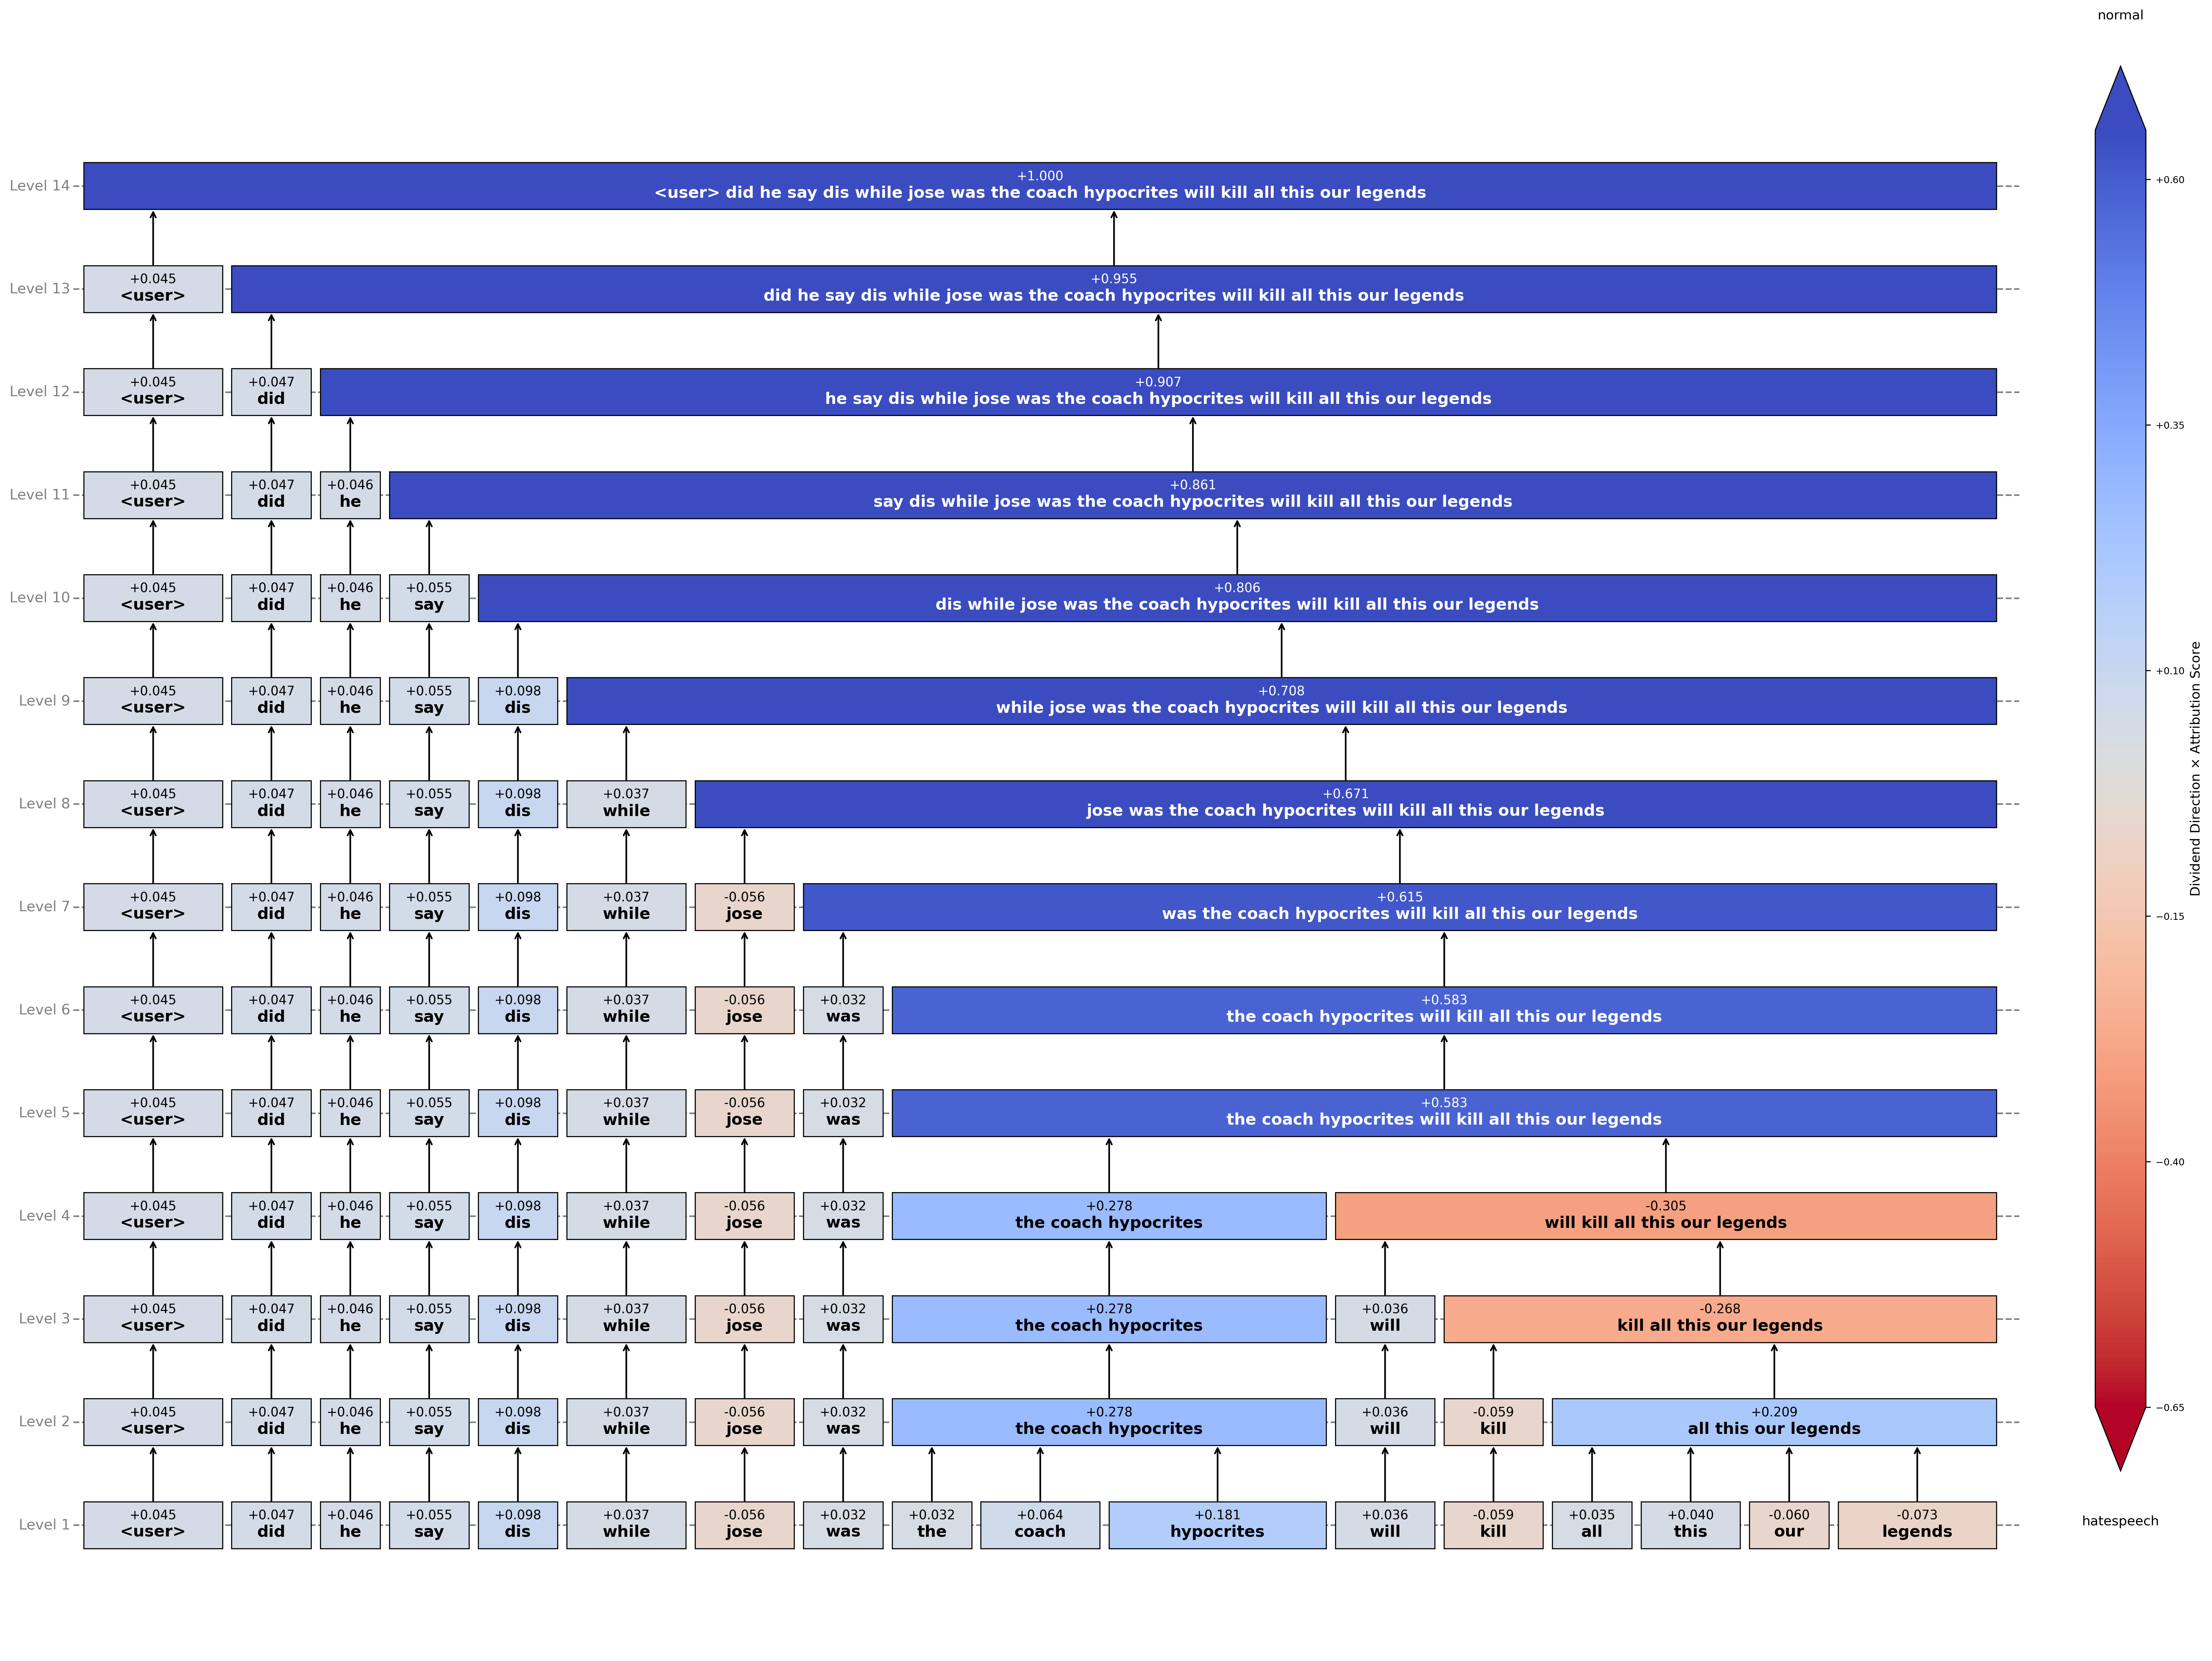 normal
Level 14
+1.000
<user> did he say dis while jose was the coach hypocrites will kill all this our legends
Level 13
+0.045 +0.955
<user> did he say dis while jose was the coach hypocrites will kill all this our legends
Level 12
+0.045 +0.047 +0.907
<user> did he say dis while jose was the coach hypocrites will kill all this our legends
Level 11
+0.045 +0.047 +0.046 +0.861
<user> did he say dis while jose was the coach hypocrites will kill all this our legends
Level 10
+0.045 +0.047 +0.046 +0.055 +0.806
<user> did he say dis while jose was the coach hypocrites will kill all this our legends
Level 9
+0.045 +0.047 +0.046 +0.055 +0.098 +0.708
<user> did he say dis while jose was the coach hypocrites will kill all this our legends
Level 8
+0.045 +0.047 +0.046 +0.055 +0.098 +0.037 +0.671
<user> did he say dis while jose was the coach hypocrites will kill all this our legends
Level 7
+0.045 +0.047 +0.046 +0.055 +0.098 +0.037 -0.056 +0.615
<user> did he say dis while jose was the coach hypocrites will kill all this our legends
Level 6
+0.045 +0.047 +0.046 +0.055 +0.098 +0.037 -0.056 +0.032 +0.583
<user> did he say dis while jose was the coach hypocrites will kill all this our legends
Level 5
+0.045 +0.047 +0.046 +0.055 +0.098 +0.037 -0.056 +0.032 +0.583
<user> did he say dis while jose was the coach hypocrites will kill all this our legends
Level 4
+0.045 +0.047 +0.046 +0.055 +0.098 +0.037 -0.056 +0.032 +0.278 -0.305
<user> did he say dis while jose was the coach hypocrites will kill all this our legends
Level 3
+0.045 +0.047 +0.046 +0.055 +0.098 +0.037 -0.056 +0.032 +0.278 +0.036 -0.268
<user> did he say dis while jose was the coach hypocrites will kill all this our legends
Level 2
+0.045 +0.047 +0.046 +0.055 +0.098 +0.037 -0.056 +0.032 +0.278 +0.036 -0.059 +0.209
<user> did he say dis while jose was the coach hypocrites will kill all this our legends
Level 1
+0.045 +0.047 +0.046 +0.055 +0.098 +0.037 -0.056 +0.032 +0.032 +0.064 +0.181 +0.036 -0.059 +0.035 +0.040 -0.060 -0.073
<user> did he say dis while jose was the coach hypocrites will kill all this our legends
+0.60
+0.35
+0.10
−0.15
−0.40
−0.65
Dividend Direction × Attribution Score
hatespeech